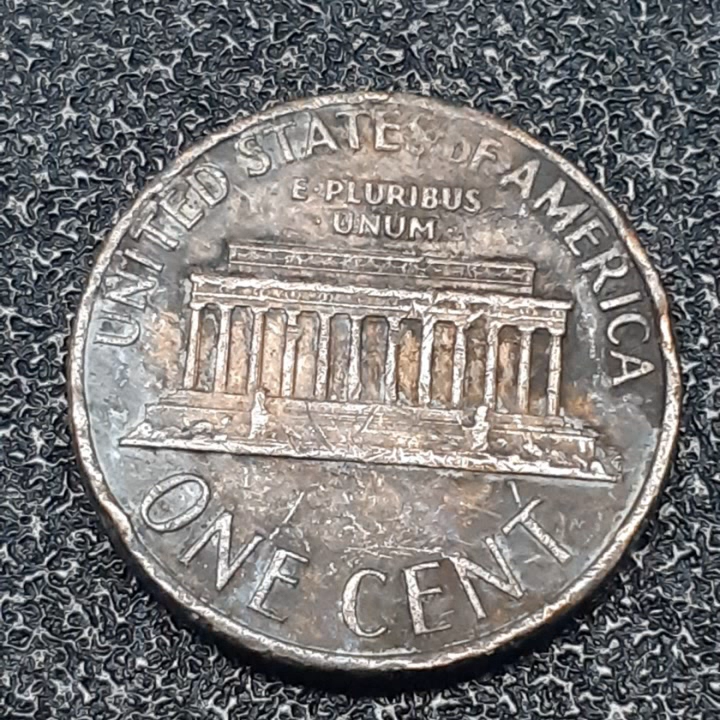 UNITED STATES OF AMERICA
E·PLURIBUS
·UNUM·
ONE CENT